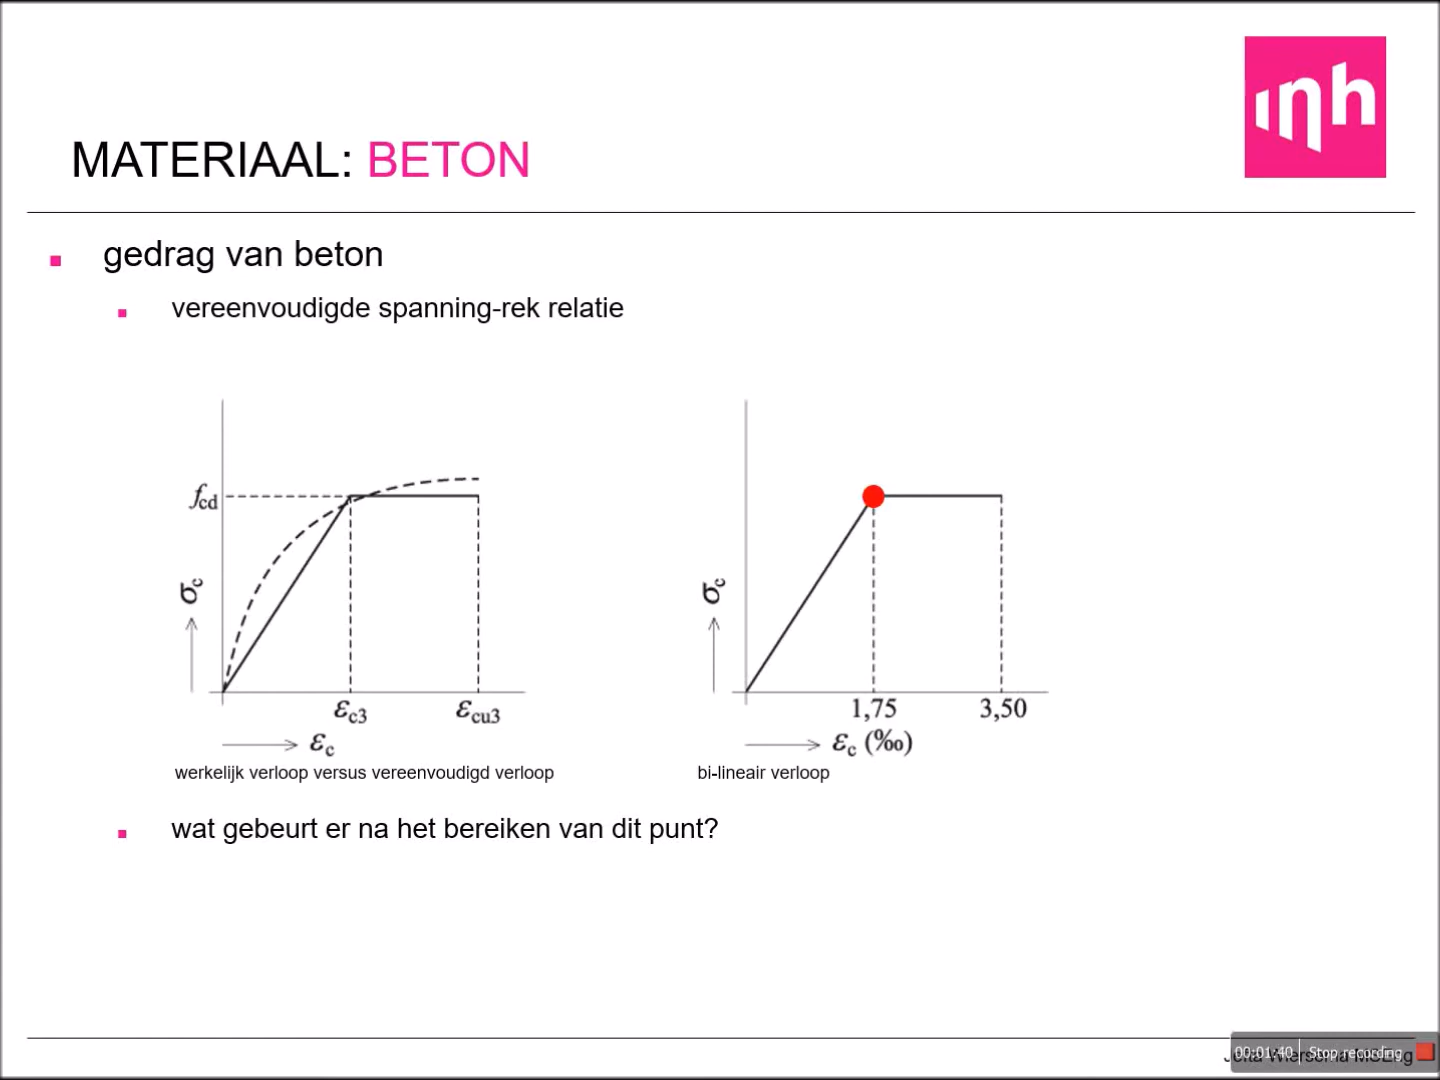 inh
MATERIAAL: BETON
gedrag van beton
vereenvoudigde spanning-rek relatie
fcd
σc
σc
εc3
εcu3
1,75
3,50
εc
εc (‰)
werkelijk verloop versus vereenvoudigd verloop
bi-lineair verloop
wat gebeurt er na het bereiken van dit punt?
00:01:40 Stop recording